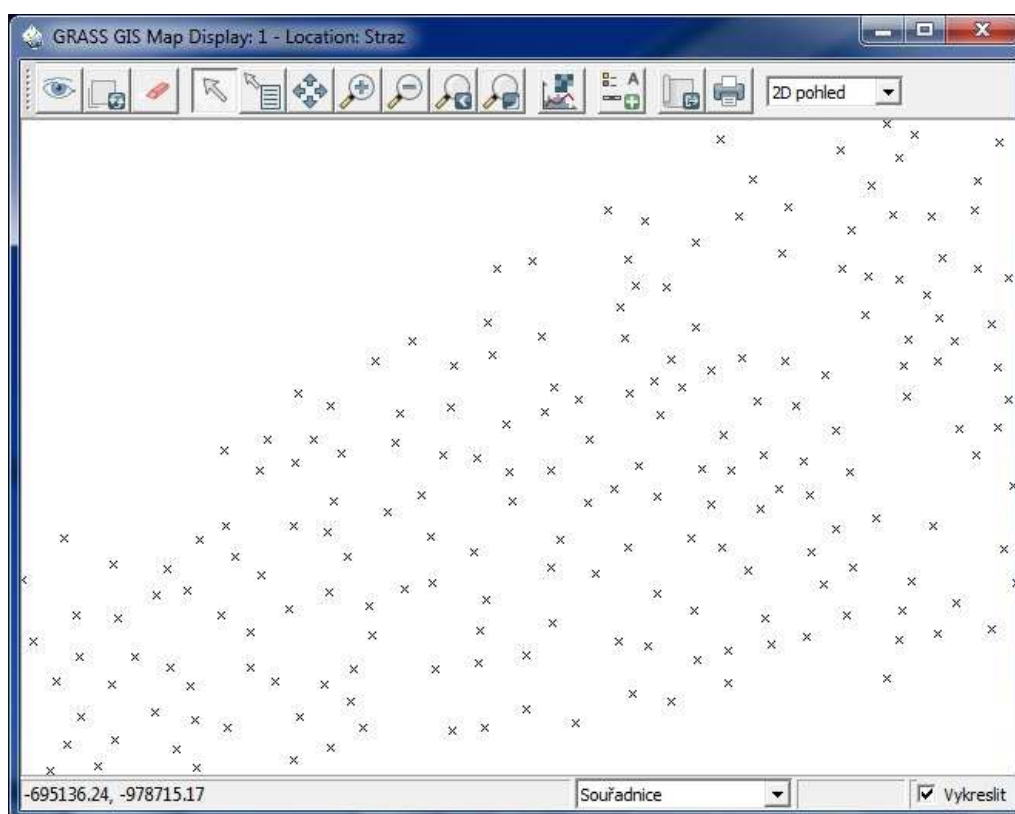 GRASS GIS Map Display: 1 - Location: Straz
2D pohled
-695136.24, -978715.17
Souřadnice
Vykreslit